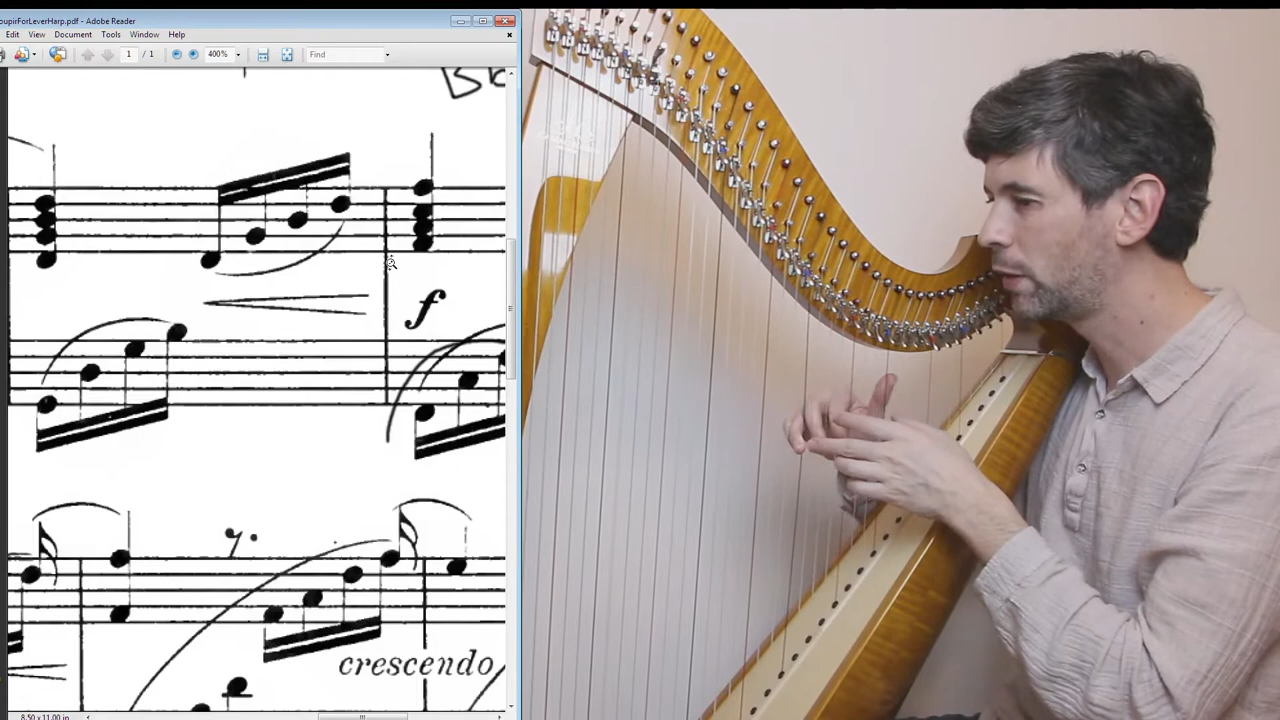 oupirForLeverHarp.pdf - Adobe Reader
Edit View Document Tools Window Help
1 / 1 400% Find
f
crescendo
8.50 x 11.00 in